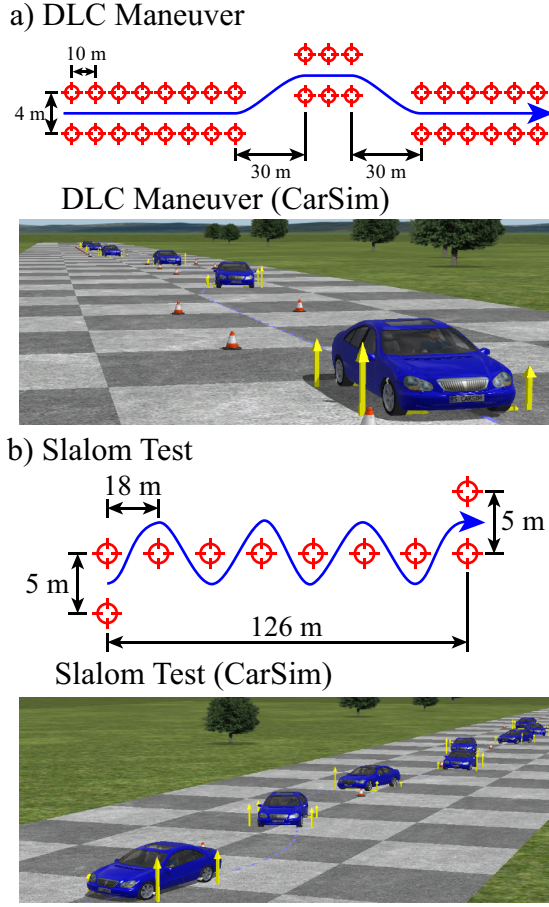 a) DLC Maneuver
10 m
4 m
30 m
30 m
DLC Maneuver (CarSim)
b) Slalom Test
18 m
5 m
5 m
126 m
Slalom Test (CarSim)